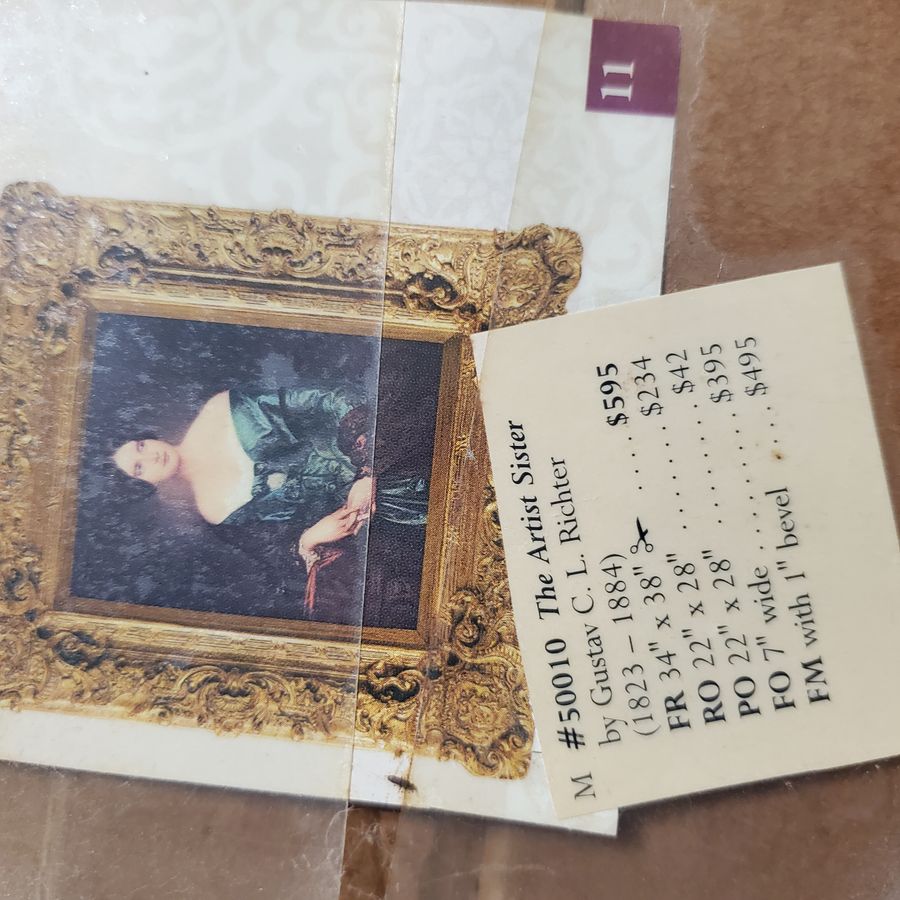 11
M #50010 The Artist Sister
by Gustav C. L. Richter
(1823 – 1884)
FR 34" x 38" ✂ . . . . . $595
RO 22" x 28" . . . . . . . $234
PO 22" x 28" . . . . . . . . . $42
FO 7" wide . . . . . . . . . . $395
FM with 1" bevel . . . . $495